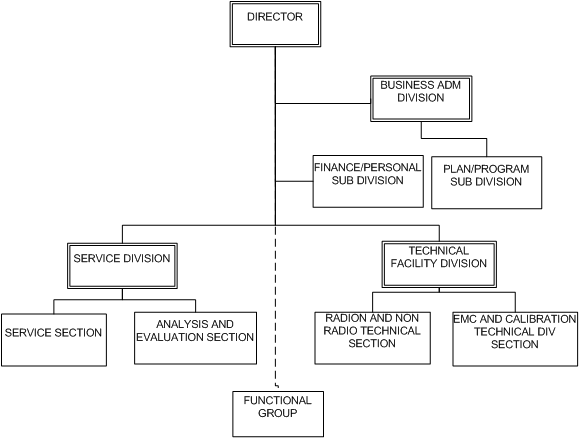 DIRECTOR
BUSINESS ADM
DIVISION
FINANCE/PERSONAL
SUB DIVISION
PLAN/PROGRAM
SUB DIVISION
SERVICE DIVISION
TECHNICAL
FACILITY DIVISION
SERVICE SECTION
ANALYSIS AND
EVALUATION SECTION
RADION AND NON
RADIO TECHNICAL
SECTION
EMC AND CALIBRATION
TECHNICAL DIV
SECTION
FUNCTIONAL
GROUP